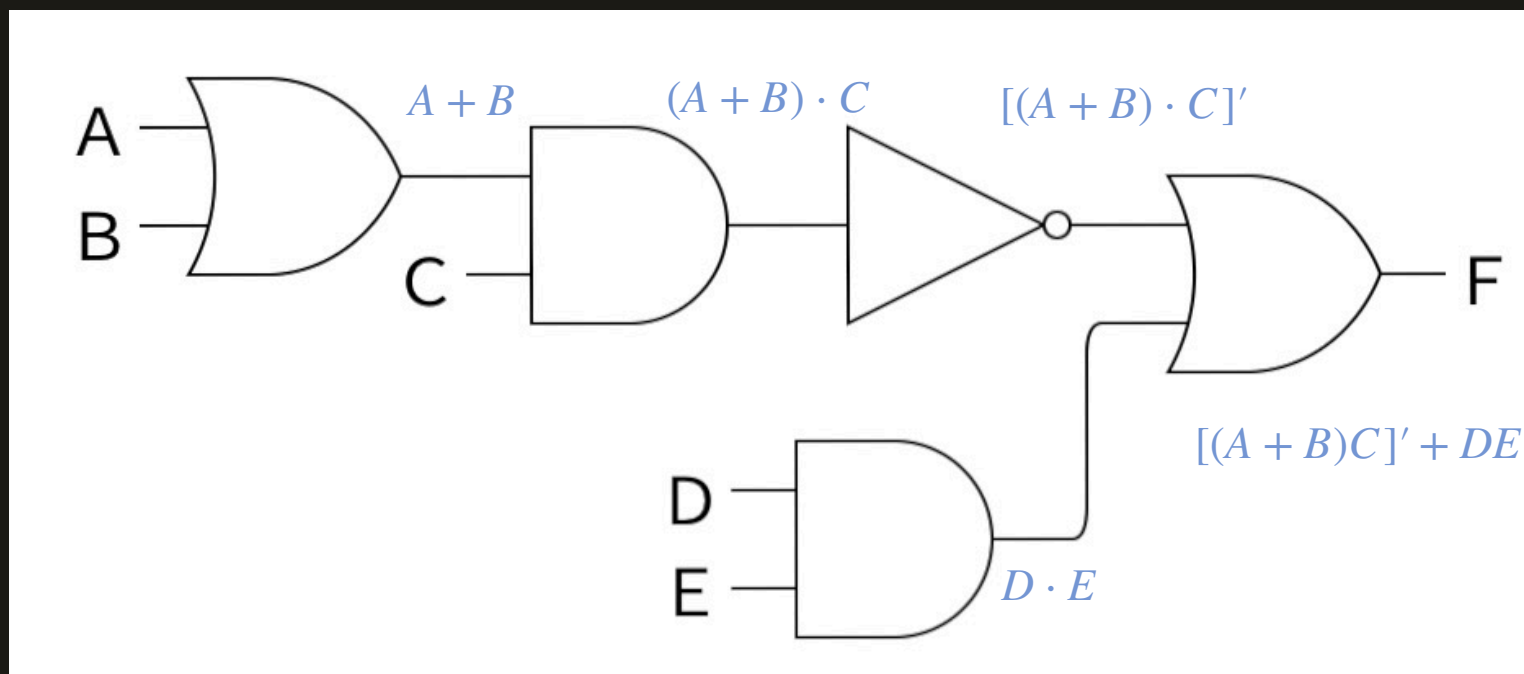 A + B
(A + B) · C
[(A + B) · C]′
A
B
C
F
[(A + B)C]′ + DE
D
E
D · E